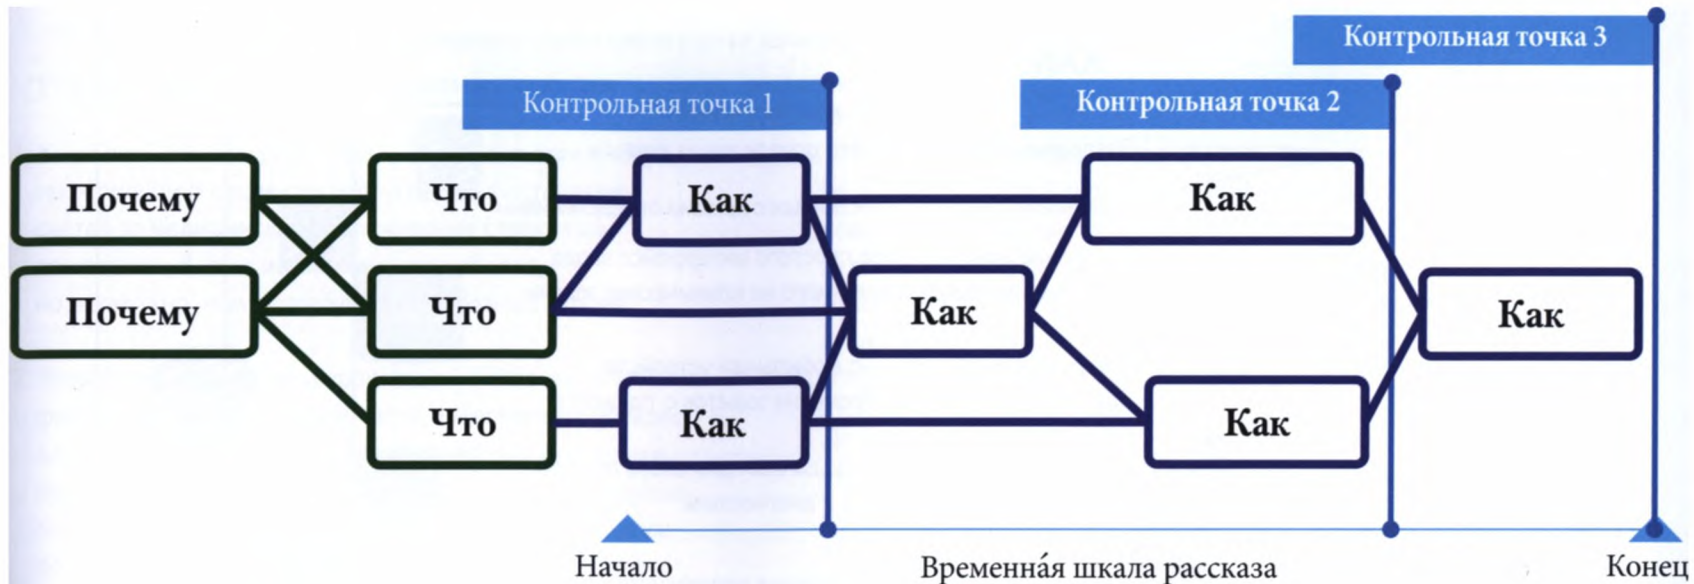 Контрольная точка 3
Контрольная точка 1
Контрольная точка 2
Почему
Что
Как
Как
Почему
Что
Как
Как
Что
Как
Как
Начало
Временна́я шкала рассказа
Конец